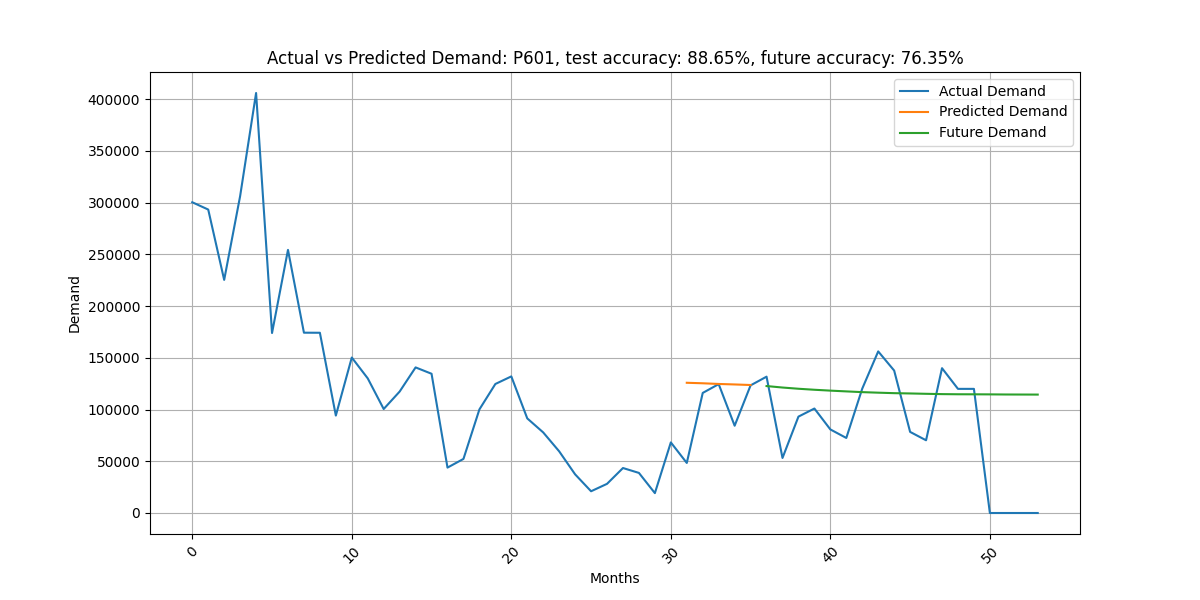 Actual vs Predicted Demand: P601, test accuracy: 88.65%, future accuracy: 76.35%
Actual Demand
Predicted Demand
Future Demand
Demand
400000
350000
300000
250000
200000
150000
100000
50000
0
0 10 20 30 40 50
Months